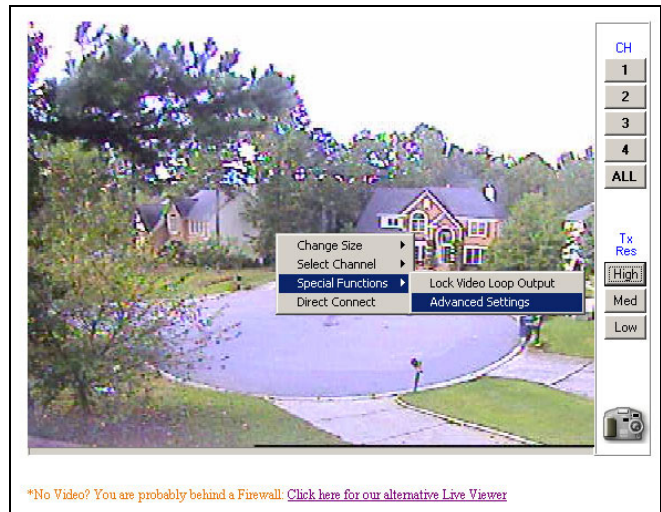 CH
1
2
3
4
ALL
Change Size
Select Channel
Special Functions
Direct Connect
Lock Video Loop Output
Advanced Settings
Tx
Res
High
Med
Low
*No Video? You are probably behind a Firewall: Click here for our alternative Live Viewer